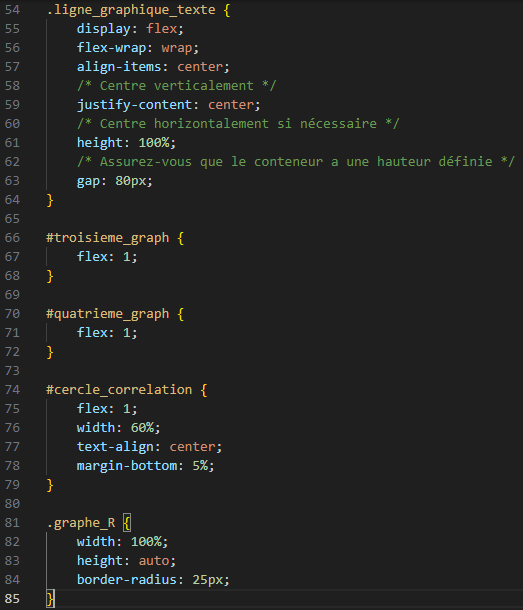 54 .ligne_graphique_texte {
55     display: flex;
56     flex-wrap: wrap;
57     align-items: center;
58     /* Centre verticalement */
59     justify-content: center;
60     /* Centre horizontalement si nécessaire */
61     height: 100%;
62     /* Assurez-vous que le conteneur a une hauteur définie */
63     gap: 80px;
64 }
65
66 #troisieme_graph {
67     flex: 1;
68 }
69
70 #quatrieme_graph {
71     flex: 1;
72 }
73
74 #cercle_correlation {
75     flex: 1;
76     width: 60%;
77     text-align: center;
78     margin-bottom: 5%;
79 }
80
81 .graphe_R {
82     width: 100%;
83     height: auto;
84     border-radius: 25px;
85 }